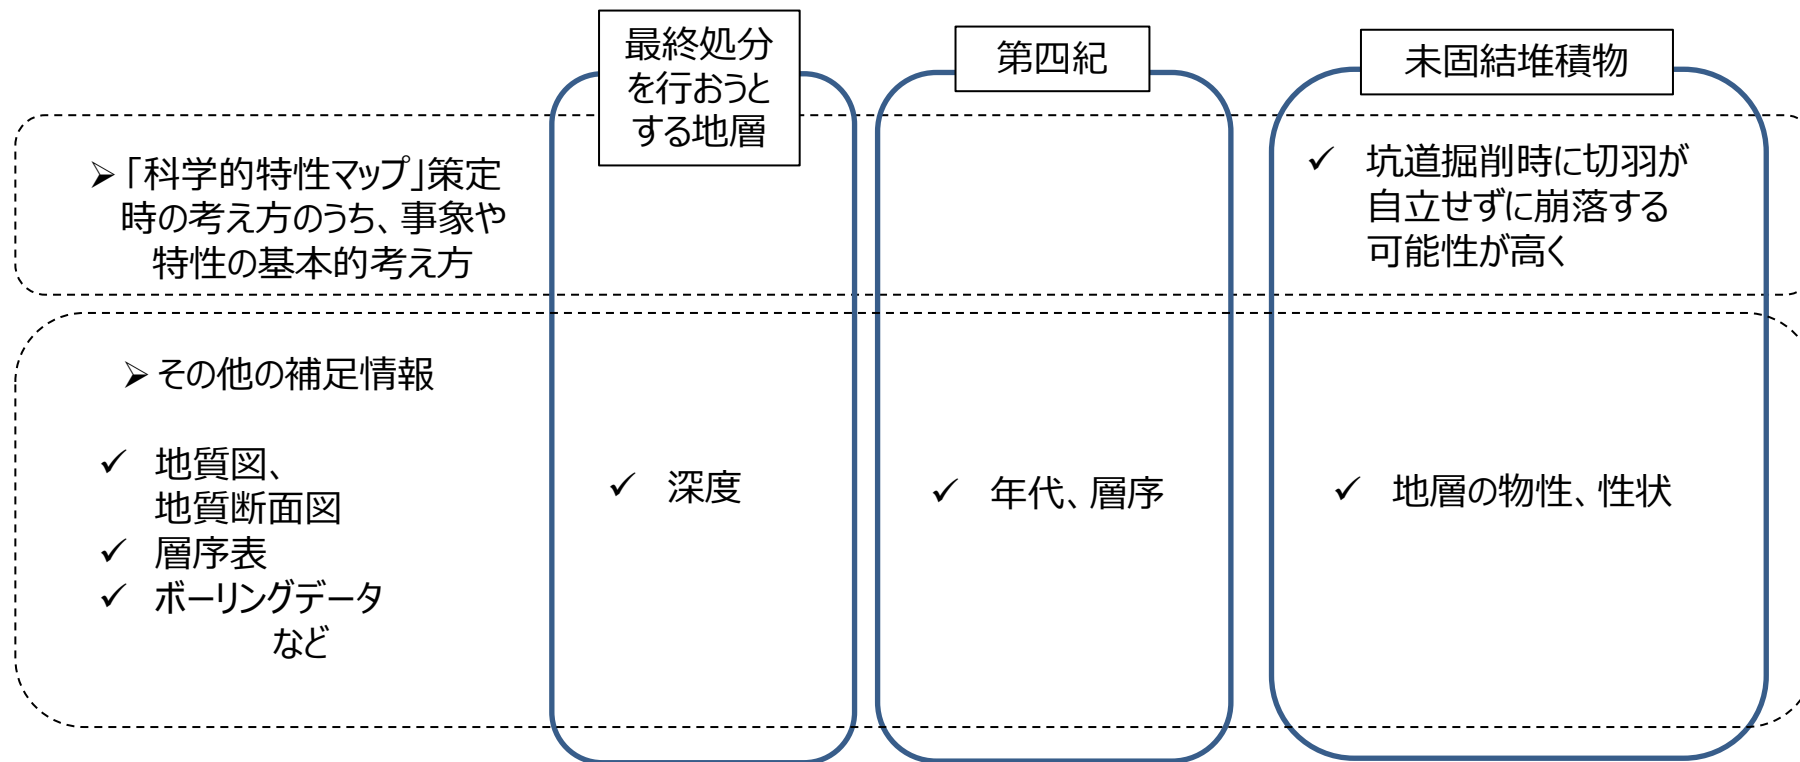 最終処分
を行おうと
する地層
第四紀
未固結堆積物
➢「科学的特性マップ」策定
時の考え方のうち、事象や
特性の基本的考え方
✓ 坑道掘削時に切羽が
自立せずに崩落する
可能性が高く
➢その他の補足情報
✓ 地質図、
地質断面図
✓ 層序表
✓ ボーリングデータ
など
✓ 深度
✓ 年代、層序
✓ 地層の物性、性状